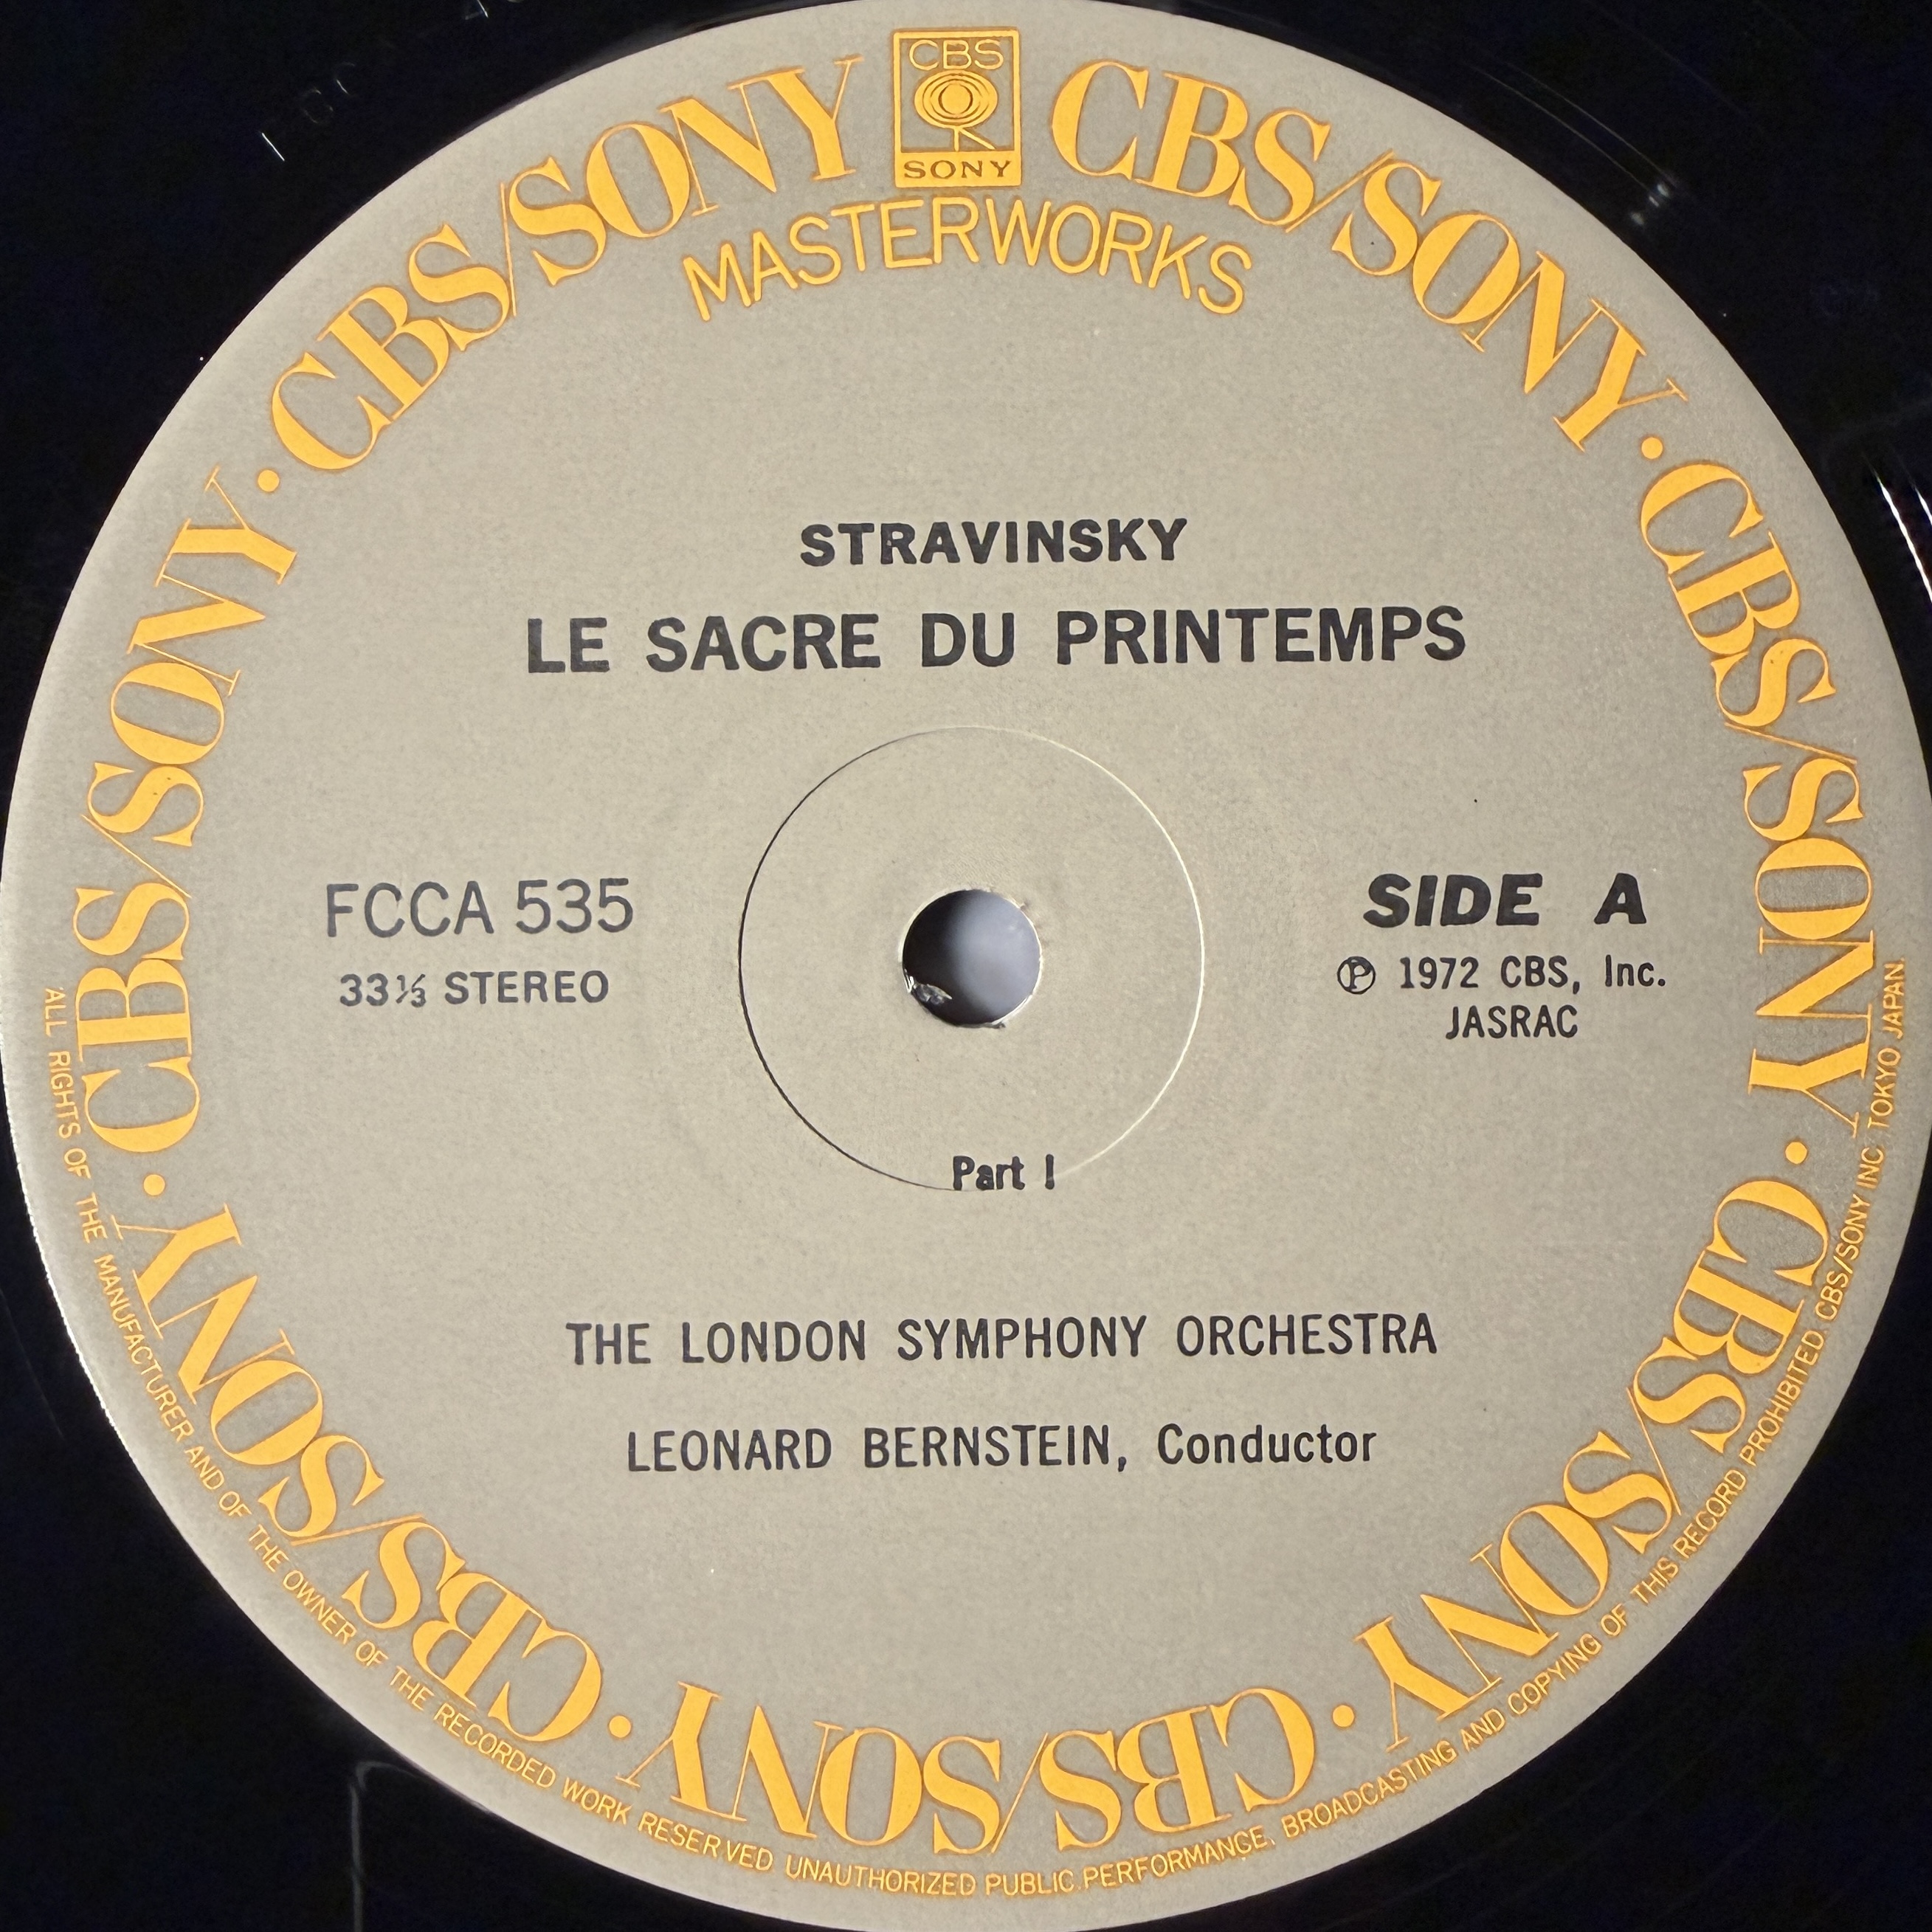 CBS
SONY
CBS/SONY · CBS/SONY · CBS/SONY · CBS/SONY · CBS/SONY · CBS/SONY · CBS/SONY
MASTERWORKS
STRAVINSKY
LE SACRE DU PRINTEMPS
FCCA 535
33⅓ STEREO
SIDE A
℗ 1972 CBS, Inc.
JASRAC
Part I
THE LONDON SYMPHONY ORCHESTRA
LEONARD BERNSTEIN, Conductor
ALL RIGHTS OF THE MANUFACTURER AND OF THE OWNER OF THE RECORDED WORK RESERVED UNAUTHORIZED PUBLIC PERFORMANCE, BROADCASTING AND COPYING OF THIS RECORD PROHIBITED. CBS/SONY INC. TOKYO JAPAN.